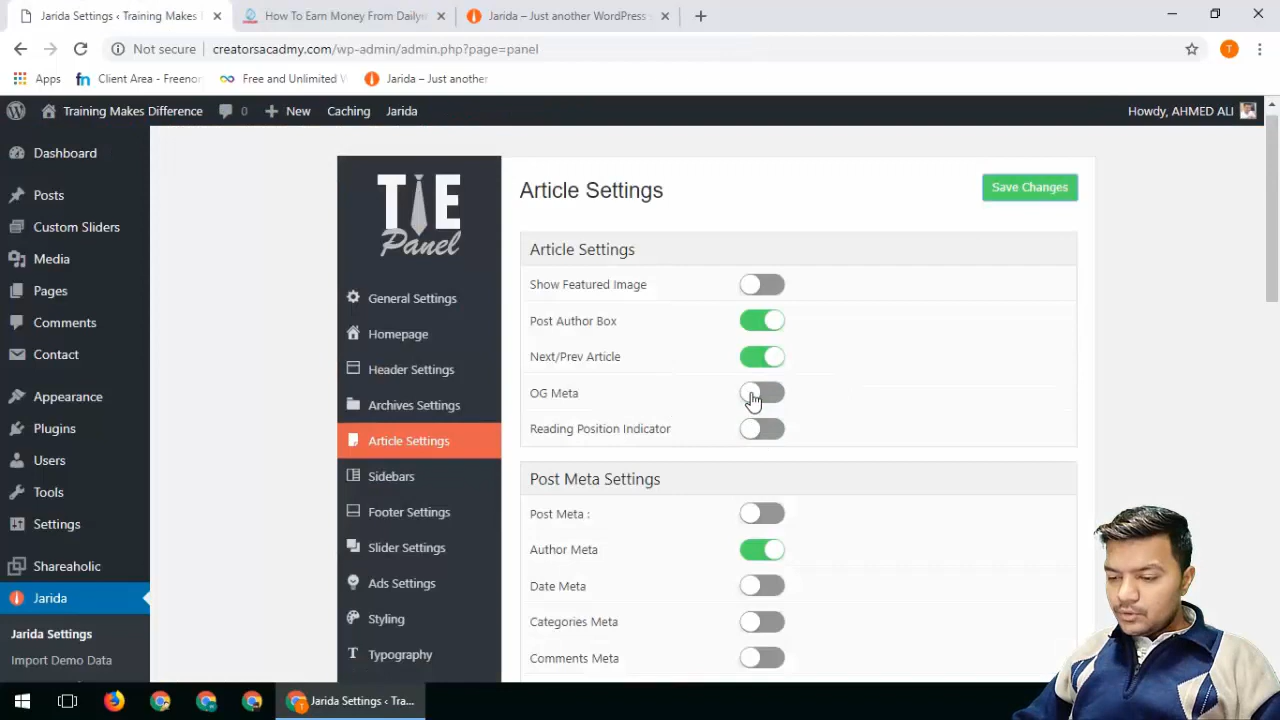 Jarida Settings ‹ Training Makes
How To Earn Money From Dailym
Jarida – Just another WordPress s
Not secure
creatorsacadmy.com/wp-admin/admin.php?page=panel
T
Apps
fn Client Area - Freenom
Free and Unlimited V
Jarida – Just another
Training Makes Difference
0
New
Caching
Jarida
Howdy, AHMED ALI
Dashboard
Posts
Custom Sliders
Media
Pages
Comments
Contact
Appearance
Plugins
Users
Tools
Settings
Shareaholic
Jarida
Jarida Settings
Import Demo Data
TIE
Panel
General Settings
Homepage
Header Settings
Archives Settings
Article Settings
Sidebars
Footer Settings
Slider Settings
Ads Settings
Styling
T Typography
Article Settings
Save Changes
Article Settings
Show Featured Image
Post Author Box
Next/Prev Article
OG Meta
Reading Position Indicator
Post Meta Settings
Post Meta :
Author Meta
Date Meta
Categories Meta
Comments Meta
T
Jarida Settings ‹ Tra...